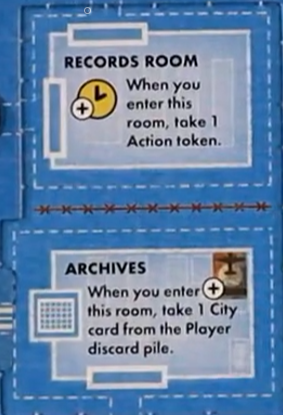 RECORDS ROOM
When you
enter this
room, take 1
Action token.
ARCHIVES
When you enter
this room, take 1 City
card from the Player
discard pile.